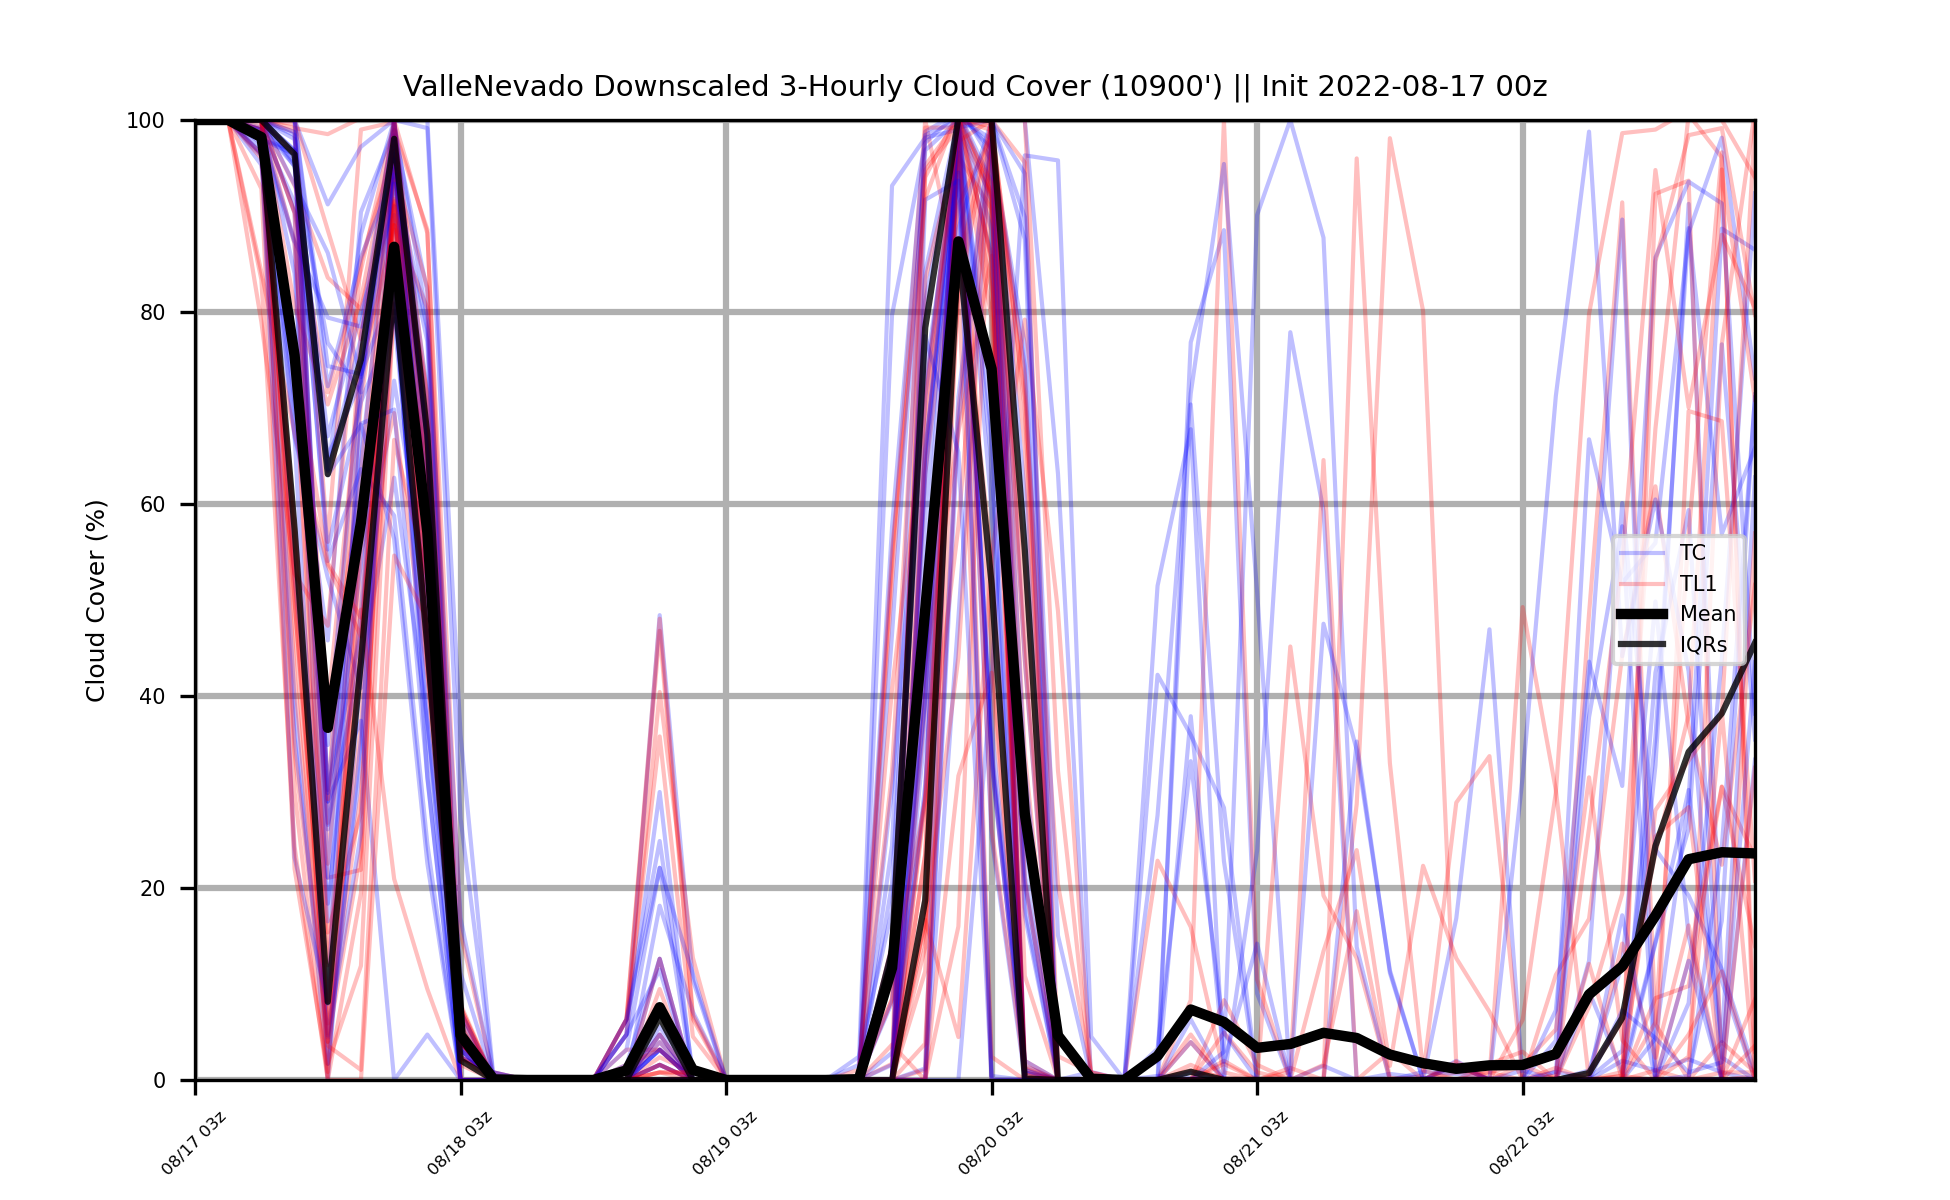 ValleNevado Downscaled 3-Hourly Cloud Cover (10900') || Init 2022-08-17 00z
Cloud Cover (%)
100
80
60
40
20
0
TC
TL1
Mean
IQRs
08/17 03z
08/18 03z
08/19 03z
08/20 03z
08/21 03z
08/22 03z